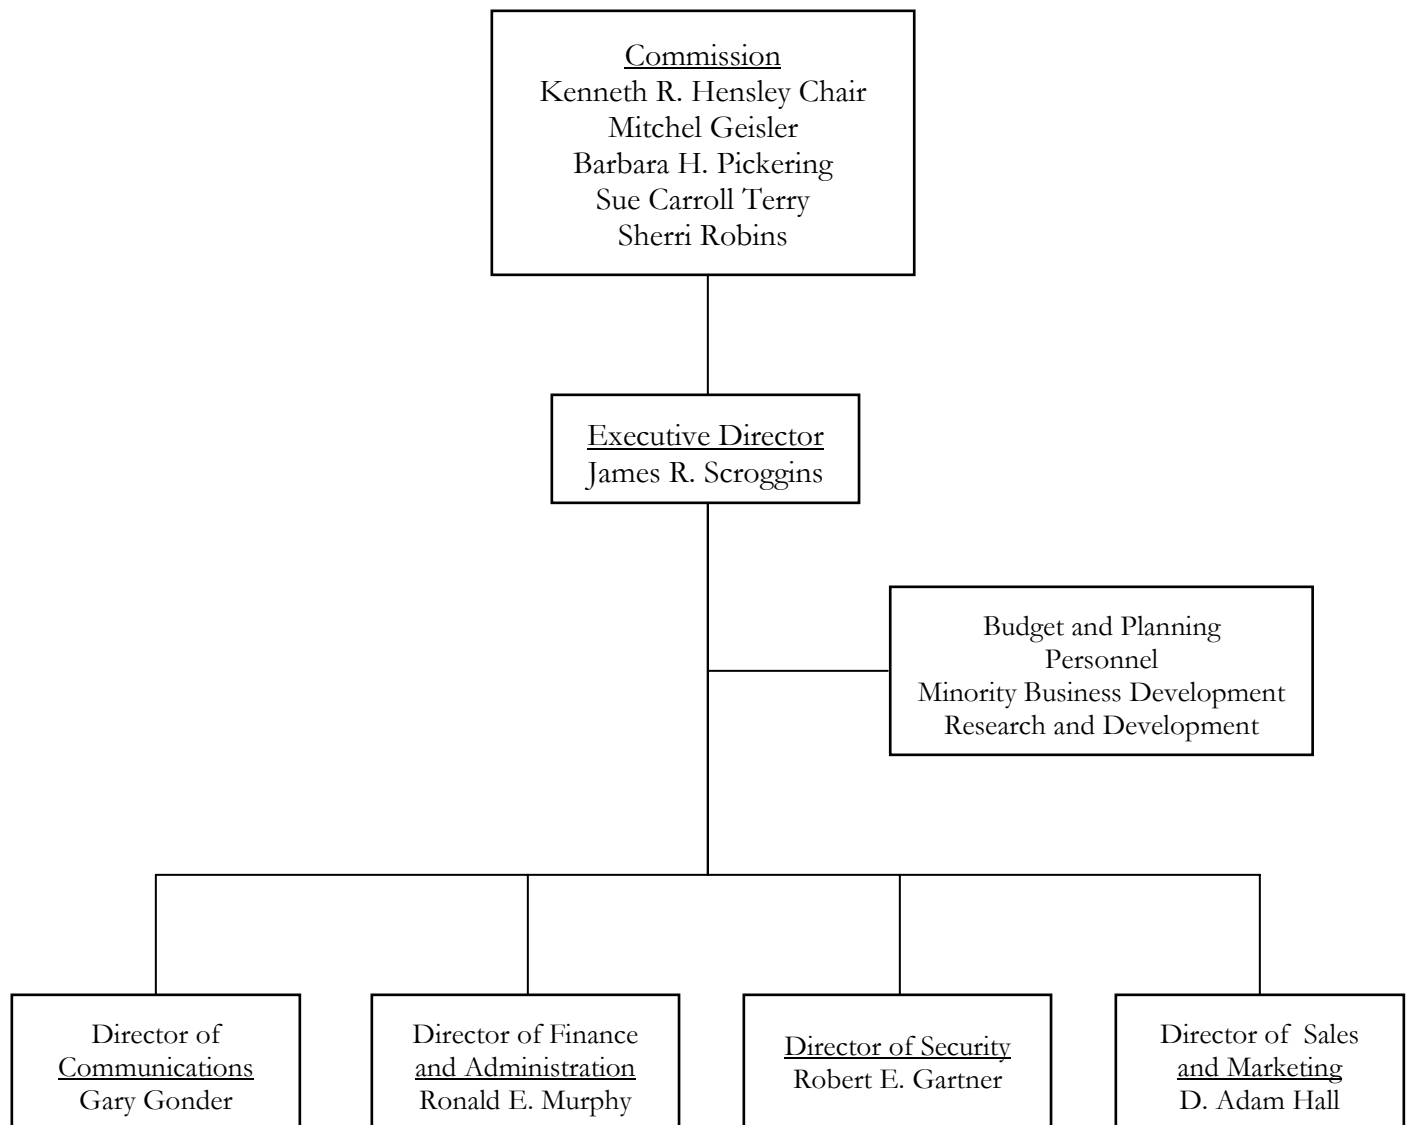 Commission
Kenneth R. Hensley Chair
Mitchel Geisler
Barbara H. Pickering
Sue Carroll Terry
Sherri Robins
Executive Director
James R. Scroggins
Budget and Planning
Personnel
Minority Business Development
Research and Development
Director of
Communications
Gary Gonder
Director of Finance
and Administration
Ronald E. Murphy
Director of Security
Robert E. Gartner
Director of  Sales
and Marketing
D. Adam Hall